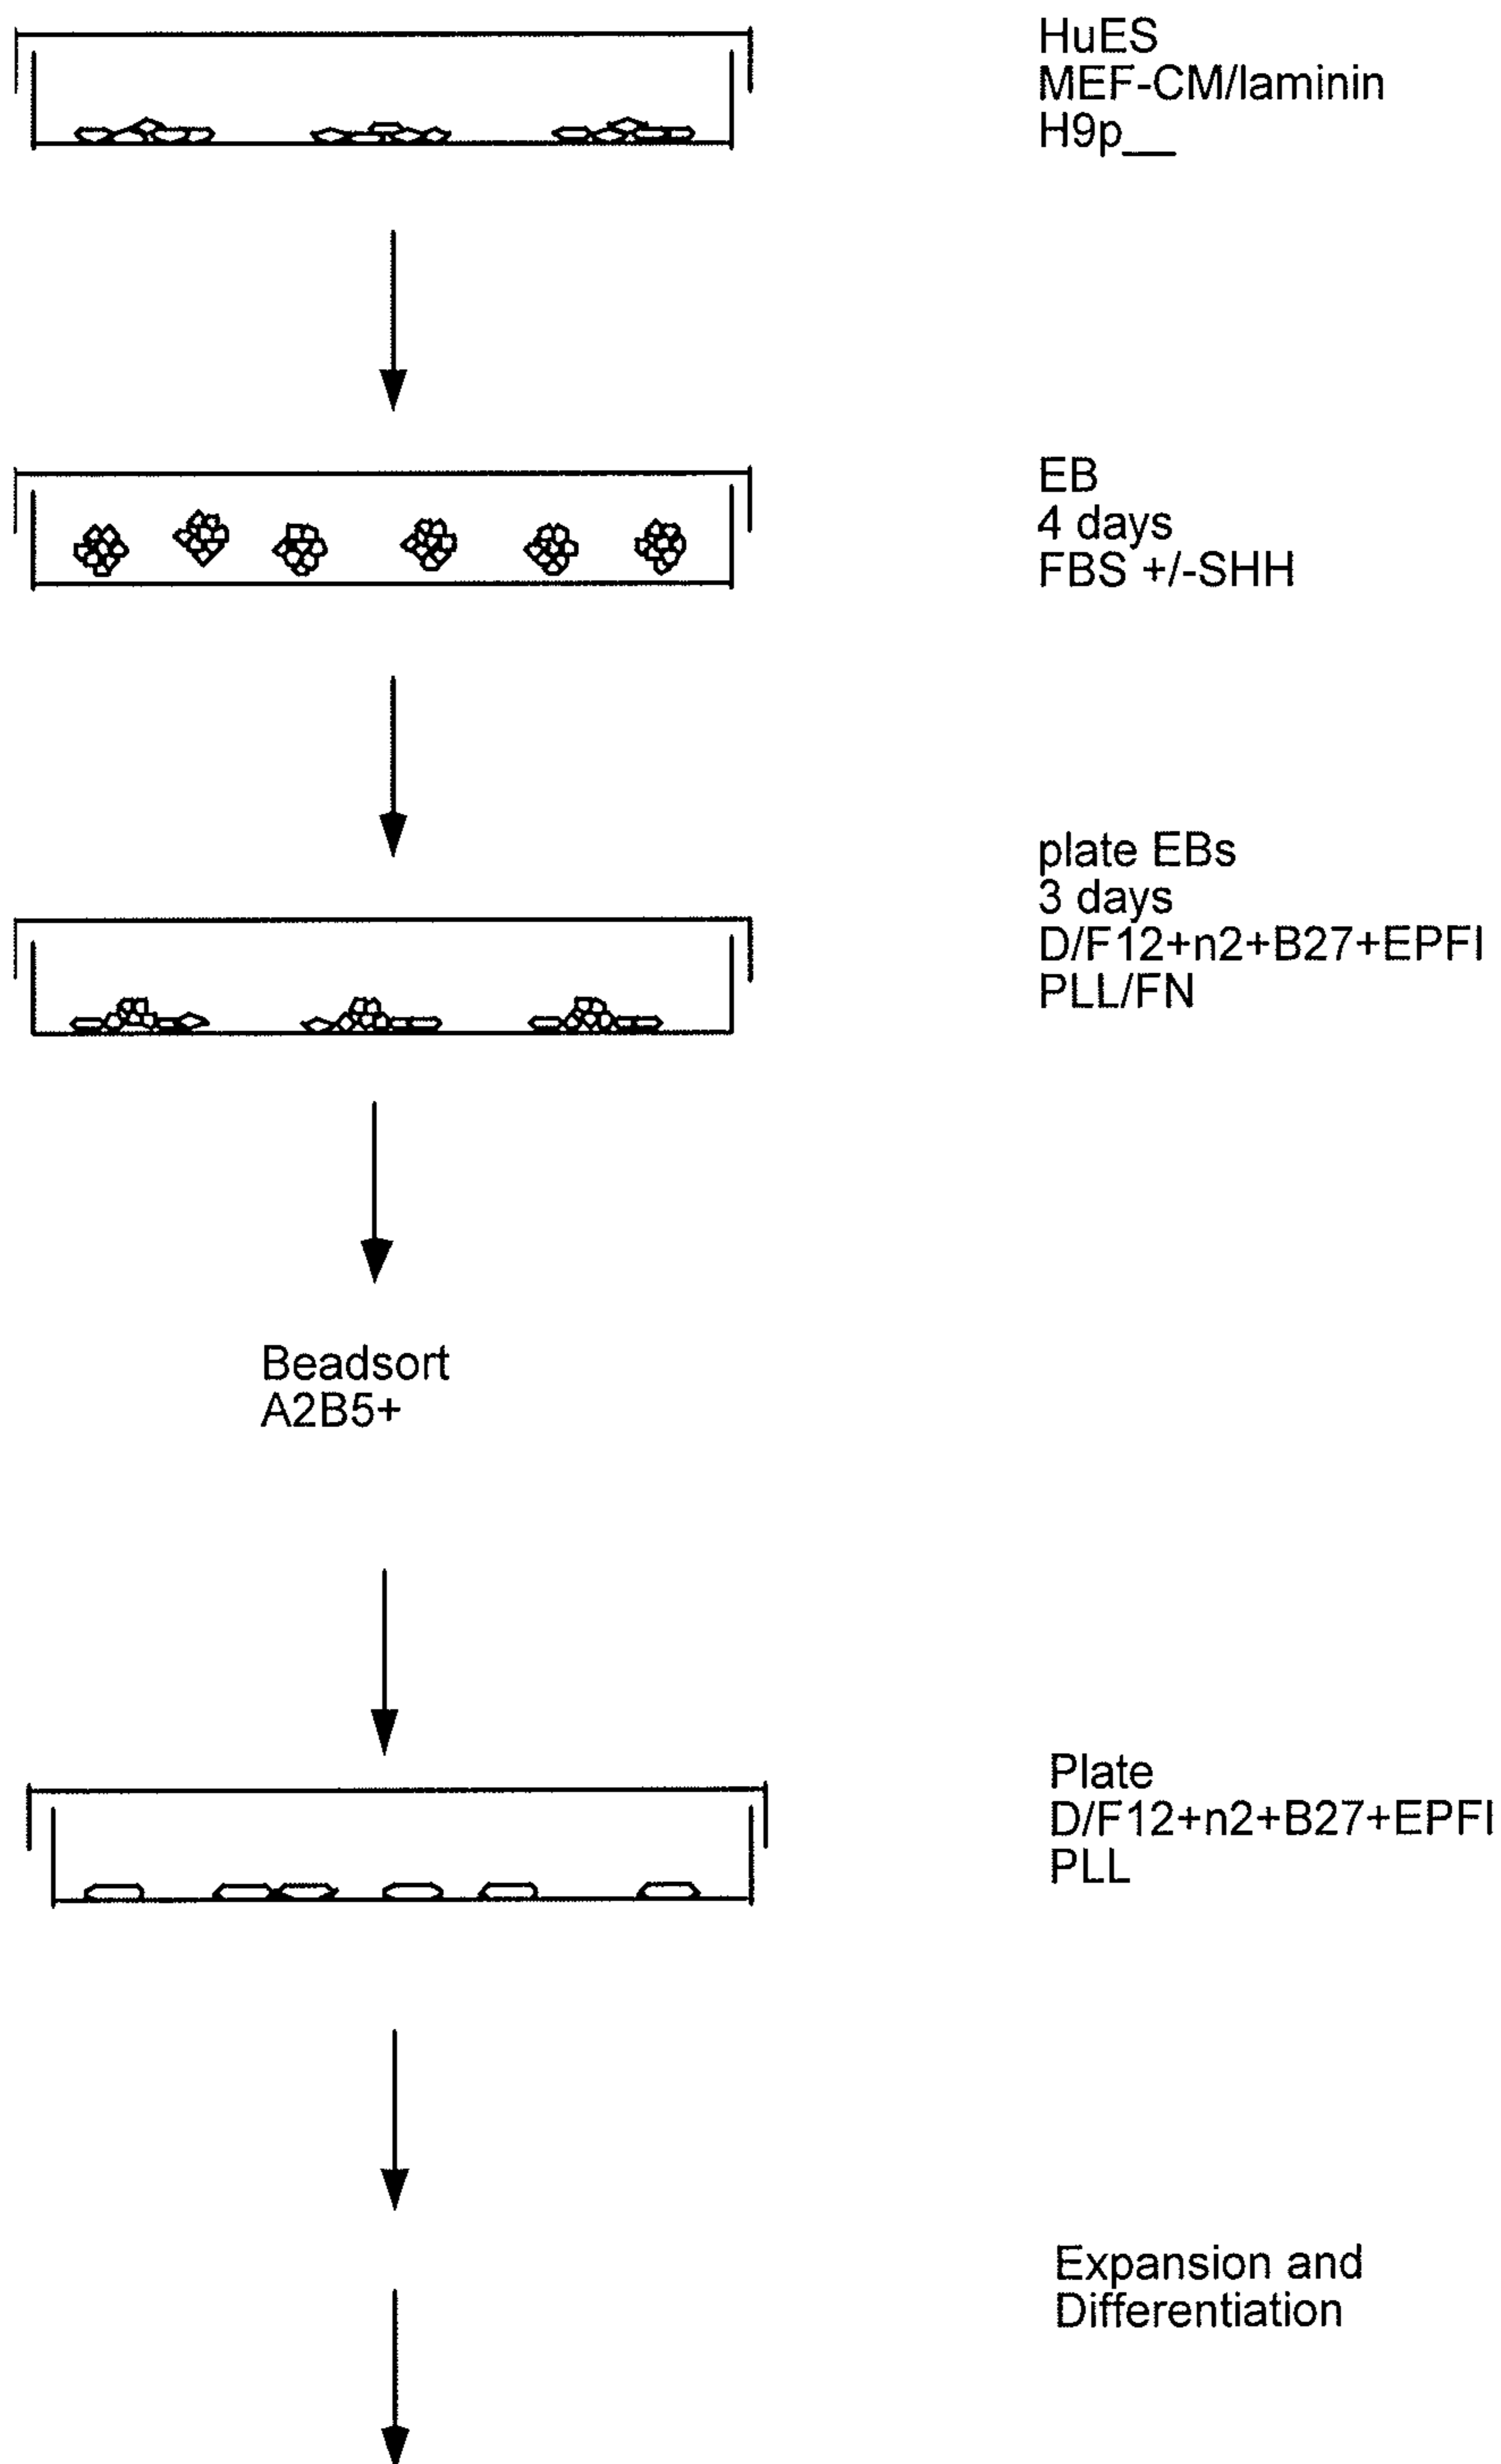 HuES
MEF-CM/laminin
H9p__
EB
4 days
FBS +/-SHH
plate EBs
3 days
D/F12+n2+B27+EPFI
PLL/FN
Beadsort
A2B5+
Plate
D/F12+n2+B27+EPFI
PLL
Expansion and
Differentiation